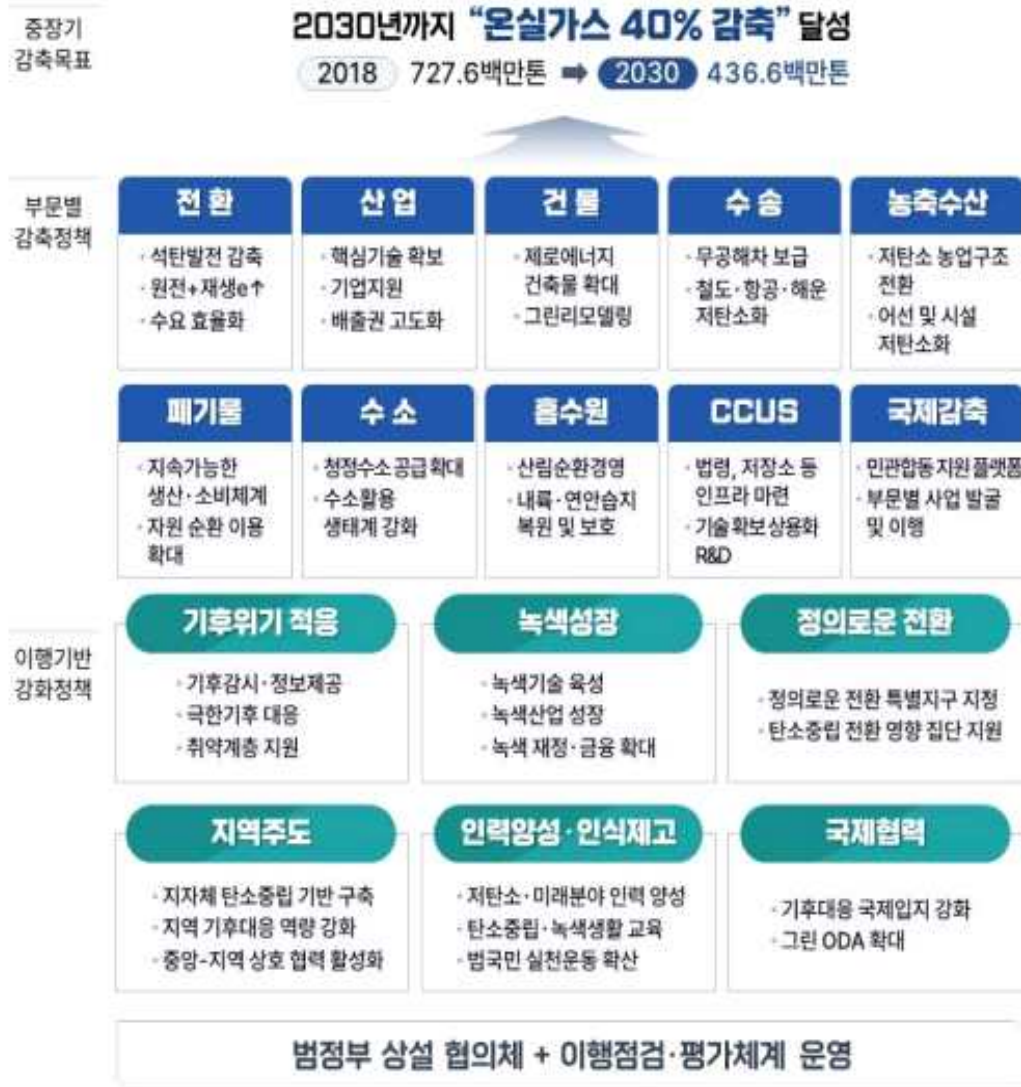 중장기
감축목표
2030년까지 “온실가스 40% 감축” 달성
2018 727.6백만톤 ➡ 2030 436.6백만톤
부문별
감축정책
전환
· 석탄발전 감축
· 원전+재생e↑
· 수요 효율화
산업
· 핵심기술 확보
· 기업지원
· 배출권 고도화
건물
· 제로에너지
건축물 확대
· 그린리모델링
수송
· 무공해차 보급
· 철도·항공·해운
저탄소화
농축수산
· 저탄소 농업구조
전환
· 어선 및 시설
저탄소화
폐기물
· 지속가능한
생산·소비체계
· 자원 순환 이용
확대
수소
· 청정수소 공급 확대
· 수소활용
생태계 강화
흡수원
· 산림순환경영
· 내륙·연안습지
복원 및 보호
CCUS
· 법령, 저장소 등
인프라 마련
· 기술 확보 상용화
R&D
국제감축
· 민관합동 지원 플랫폼
· 부문별 사업 발굴
및 이행
이행기반
강화정책
기후위기 적응
· 기후감시·정보제공
· 극한기후 대응
· 취약계층 지원
녹색성장
· 녹색기술 육성
· 녹색산업 성장
· 녹색 재정·금융 확대
정의로운 전환
· 정의로운 전환 특별지구 지정
· 탄소중립 전환 영향 집단 지원
지역주도
· 지자체 탄소중립 기반 구축
· 지역 기후대응 역량 강화
· 중앙-지역 상호 협력 활성화
인력양성·인식제고
· 저탄소·미래분야 인력 양성
· 탄소중립·녹색생활 교육
· 범국민 실천운동 확산
국제협력
· 기후대응 국제입지 강화
· 그린 ODA 확대
범정부 상설 협의체 + 이행점검·평가체계 운영